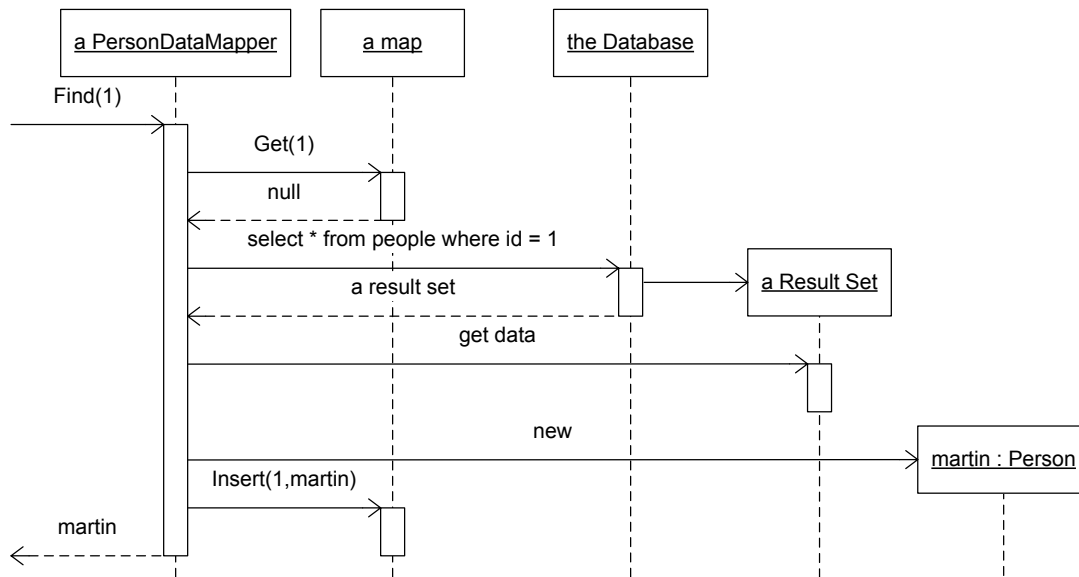 a PersonDataMapper
a map
the Database
Find(1)
Get(1)
null
select * from people where id = 1
a result set
a Result Set
get data
new
martin : Person
Insert(1,martin)
martin